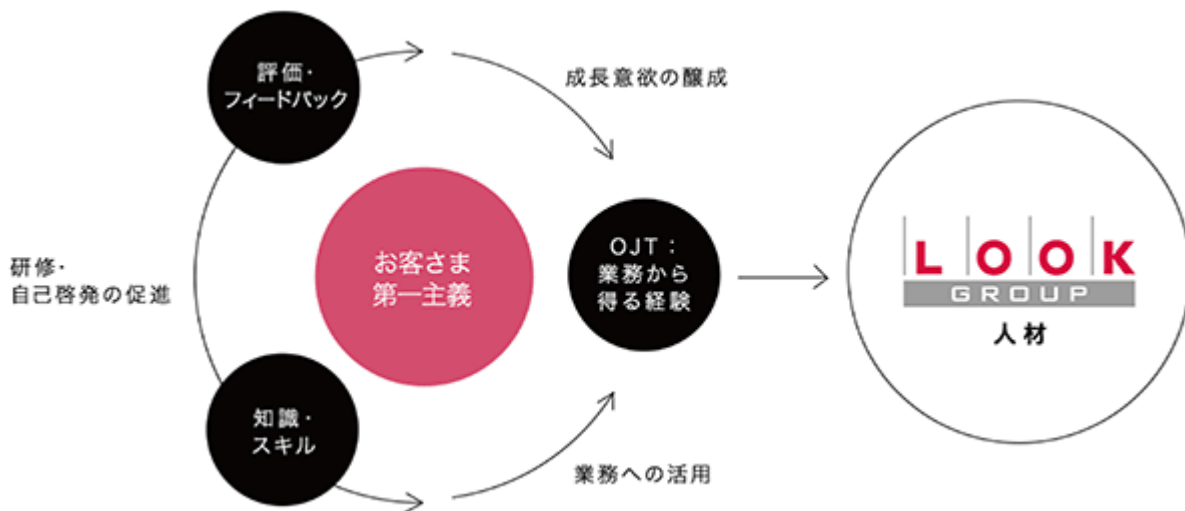 評価・
フィードバック
成長意欲の醸成
研修・
自己啓発の促進
お客さま
第一主義
OJT：
業務から
得る経験
LOOK
GROUP
人材
知識・
スキル
業務への活用